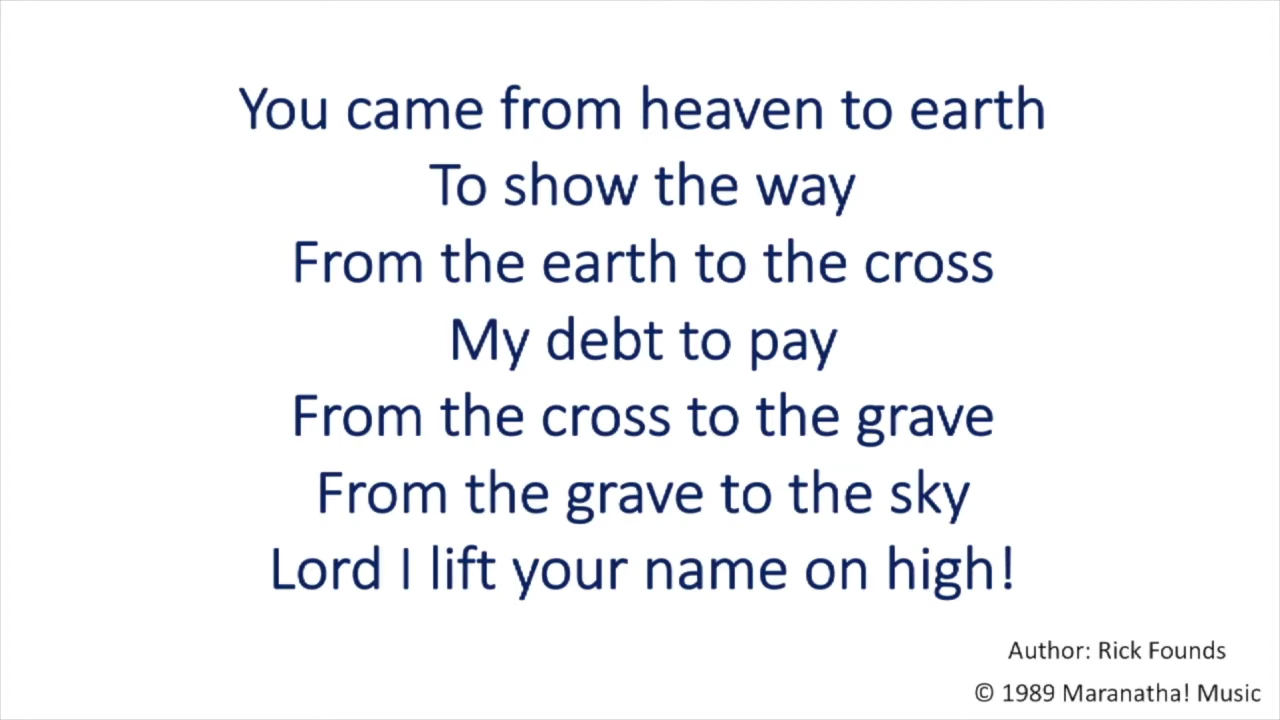 You came from heaven to earth
To show the way
From the earth to the cross
My debt to pay
From the cross to the grave
From the grave to the sky
Lord I lift your name on high!
Author: Rick Founds
© 1989 Maranatha! Music